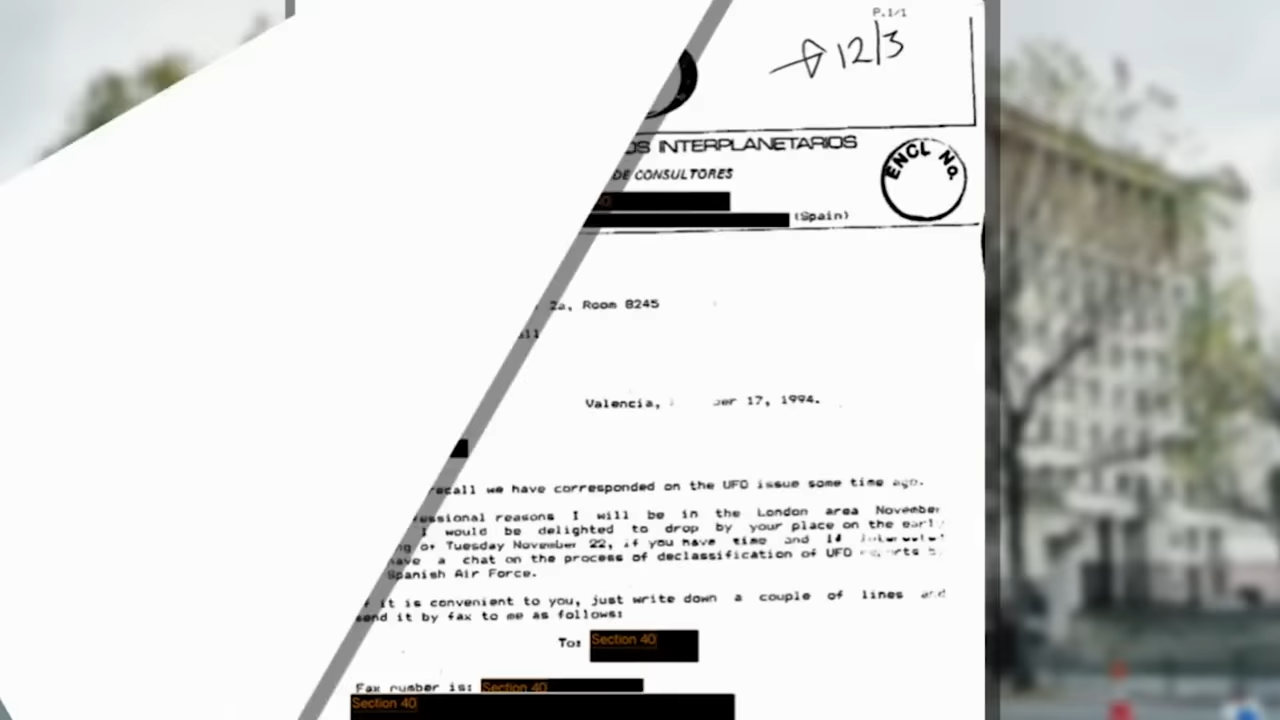 P.1/1
12/3
OS INTERPLANETARIOS
DE CONSULTORES
ENCL No.
(Spain)
2a, Room 8245
all
Valencia, er 17, 1994.
recall we have corresponded on the UFO issue some time ago.
essional reasons I will be in the London area November
I would be delighted to drop by your place on the earl
ng of Tuesday November 22, if you have time and if
ave a chat on the process of declassification of UFO
Spanish Air Force.
it is convenient to you, just write down a couple of lines and
send it by fax to me as follows:
To: Section 40
Fax number is: Section 40
Section 40